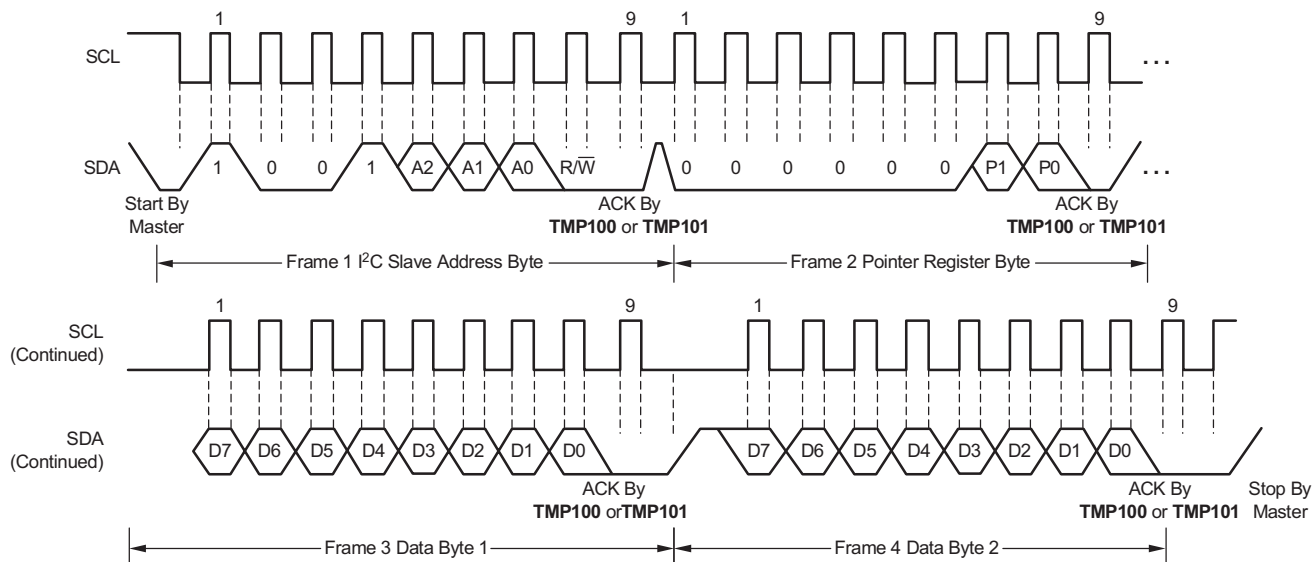 1 9 1 9
SCL ...
SDA 1 0 0 1 A2 A1 A0 R/W̅ 0 0 0 0 0 0 P1 P0 ...
Start By
Master
ACK By
TMP100 or TMP101
ACK By
TMP100 or TMP101
Frame 1 I²C Slave Address Byte
Frame 2 Pointer Register Byte
1 9 1 9
SCL
(Continued)
SDA
(Continued)
D7 D6 D5 D4 D3 D2 D1 D0 D7 D6 D5 D4 D3 D2 D1 D0
ACK By
TMP100 orTMP101
ACK By
TMP100 or TMP101
Stop By
Master
Frame 3 Data Byte 1
Frame 4 Data Byte 2